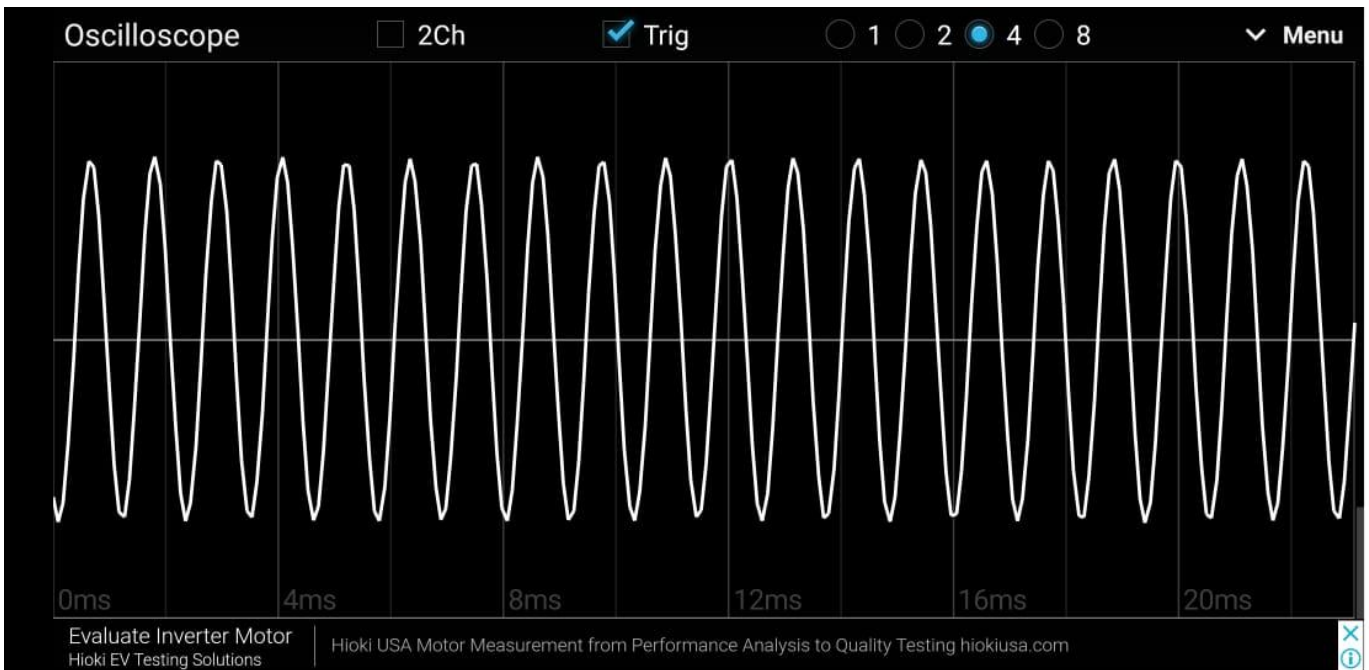 Oscilloscope 2Ch Trig 1 2 4 8 Menu
0ms 4ms 8ms 12ms 16ms 20ms
Evaluate Inverter Motor
Hioki EV Testing Solutions
Hioki USA Motor Measurement from Performance Analysis to Quality Testing hiokiusa.com